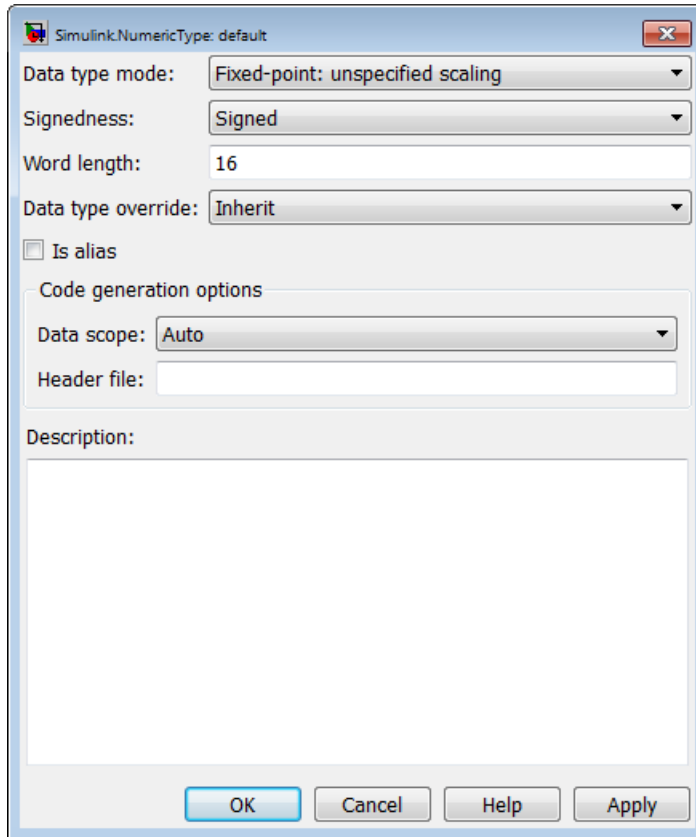 Simulink.NumericType: default
Data type mode: Fixed-point: unspecified scaling
Signedness: Signed
Word length: 16
Data type override: Inherit
Is alias
Code generation options
Data scope: Auto
Header file:
Description:
OK Cancel Help Apply